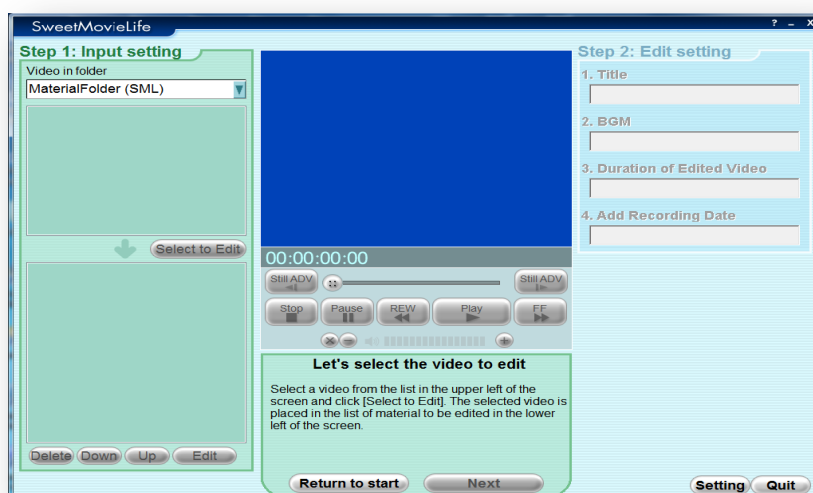 SweetMovieLife
? – X
Step 1: Input setting
Video in folder
MaterialFolder (SML)
Select to Edit
Delete Down Up Edit
00:00:00:00
Still ADV Still ADV
Stop Pause REW Play FF
Let's select the video to edit
Select a video from the list in the upper left of the
screen and click [Select to Edit]. The selected video is
placed in the list of material to be edited in the lower
left of the screen.
Return to start Next
Step 2: Edit setting
1. Title
2. BGM
3. Duration of Edited Video
4. Add Recording Date
Setting Quit